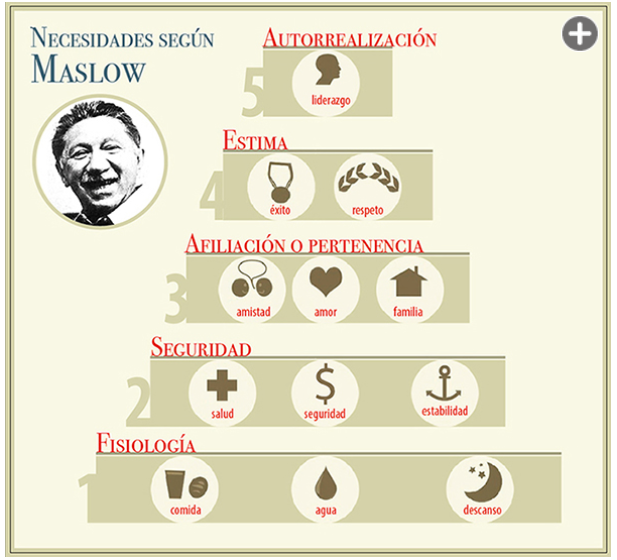 Necesidades según
Maslow
Autorrealización
5
liderazgo
Estima
4
éxito
respeto
Afiliación o pertenencia
3
amistad
amor
familia
Seguridad
2
salud
$
seguridad
estabilidad
Fisiología
1
comida
agua
descanso